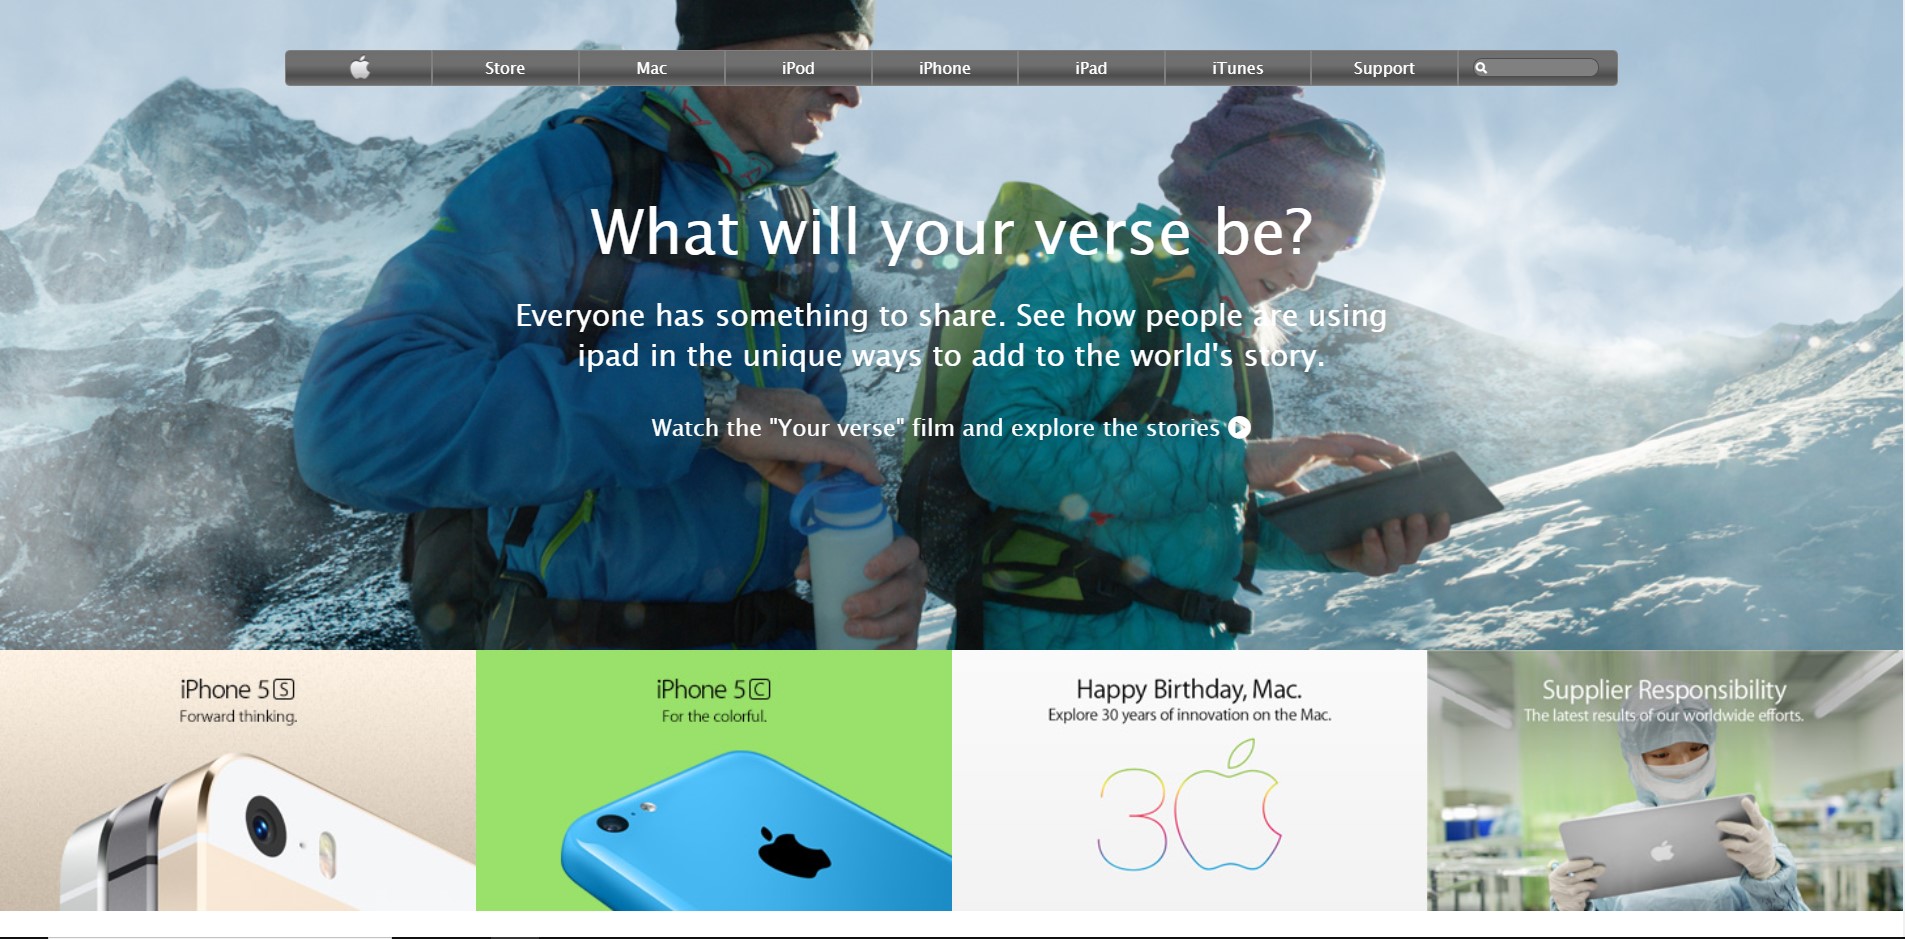 Store Mac iPod iPhone iPad iTunes Support
What will your verse be?
Everyone has something to share. See how people are using
ipad in the unique ways to add to the world's story.
Watch the "Your verse" film and explore the stories
iPhone 5S
Forward thinking.
iPhone 5C
For the colorful.
Happy Birthday, Mac.
Explore 30 years of innovation on the Mac.
30
Supplier Responsibility
The latest results of our worldwide efforts.